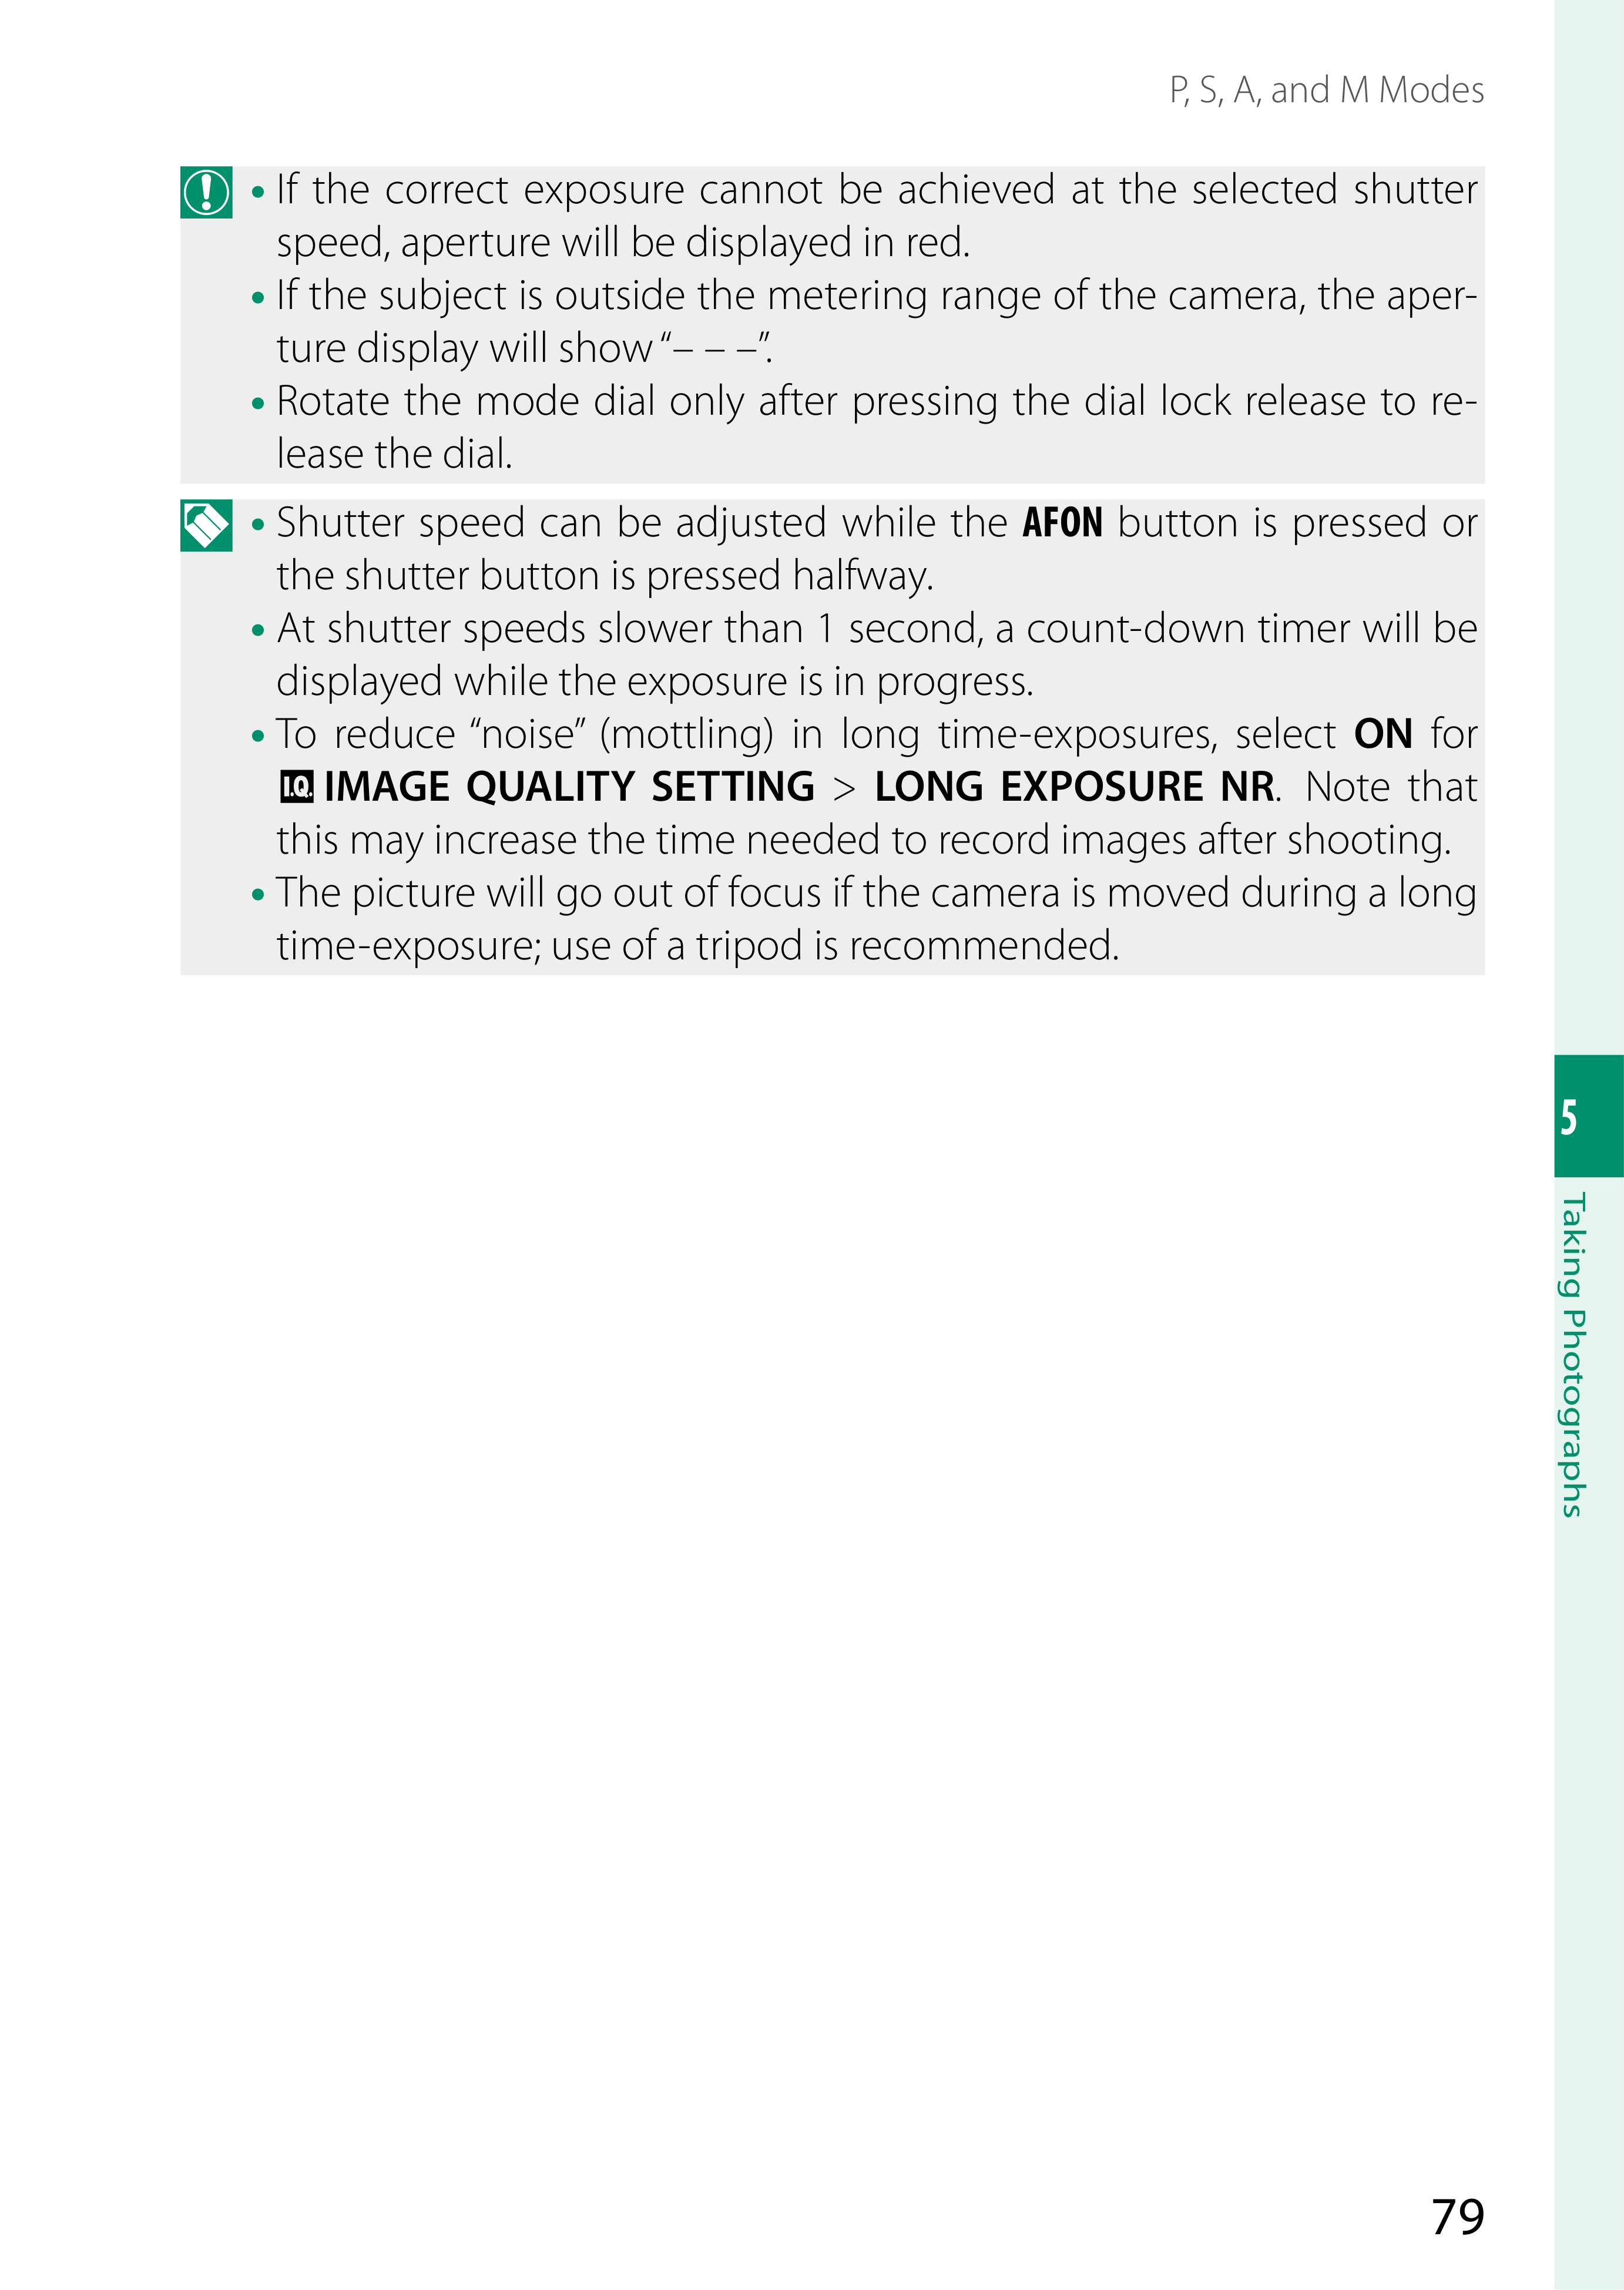 P, S, A, and M Modes
• If the correct exposure cannot be achieved at the selected shutter
speed, aperture will be displayed in red.
• If the subject is outside the metering range of the camera, the aper-
ture display will show “– – –”.
• Rotate the mode dial only after pressing the dial lock release to re-
lease the dial.
• Shutter speed can be adjusted while the AFON button is pressed or
the shutter button is pressed halfway.
• At shutter speeds slower than 1 second, a count-down timer will be
displayed while the exposure is in progress.
• To reduce “noise” (mottling) in long time-exposures, select ON for
I.Q. IMAGE QUALITY SETTING > LONG EXPOSURE NR. Note that
this may increase the time needed to record images after shooting.
• The picture will go out of focus if the camera is moved during a long
time-exposure; use of a tripod is recommended.
5
Taking Photographs
79